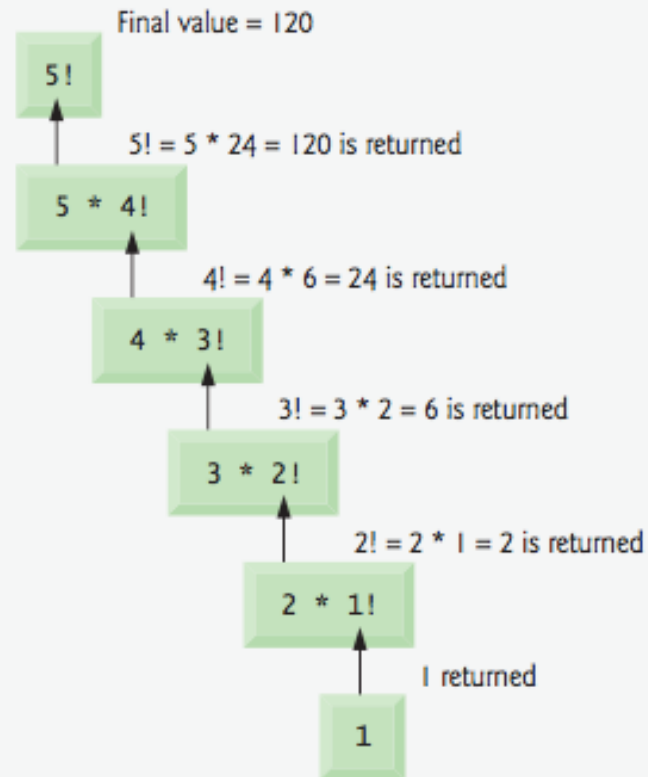 Final value = 120
5!
5! = 5 * 24 = 120 is returned
5 * 4!
4! = 4 * 6 = 24 is returned
4 * 3!
3! = 3 * 2 = 6 is returned
3 * 2!
2! = 2 * 1 = 2 is returned
2 * 1!
1 returned
1